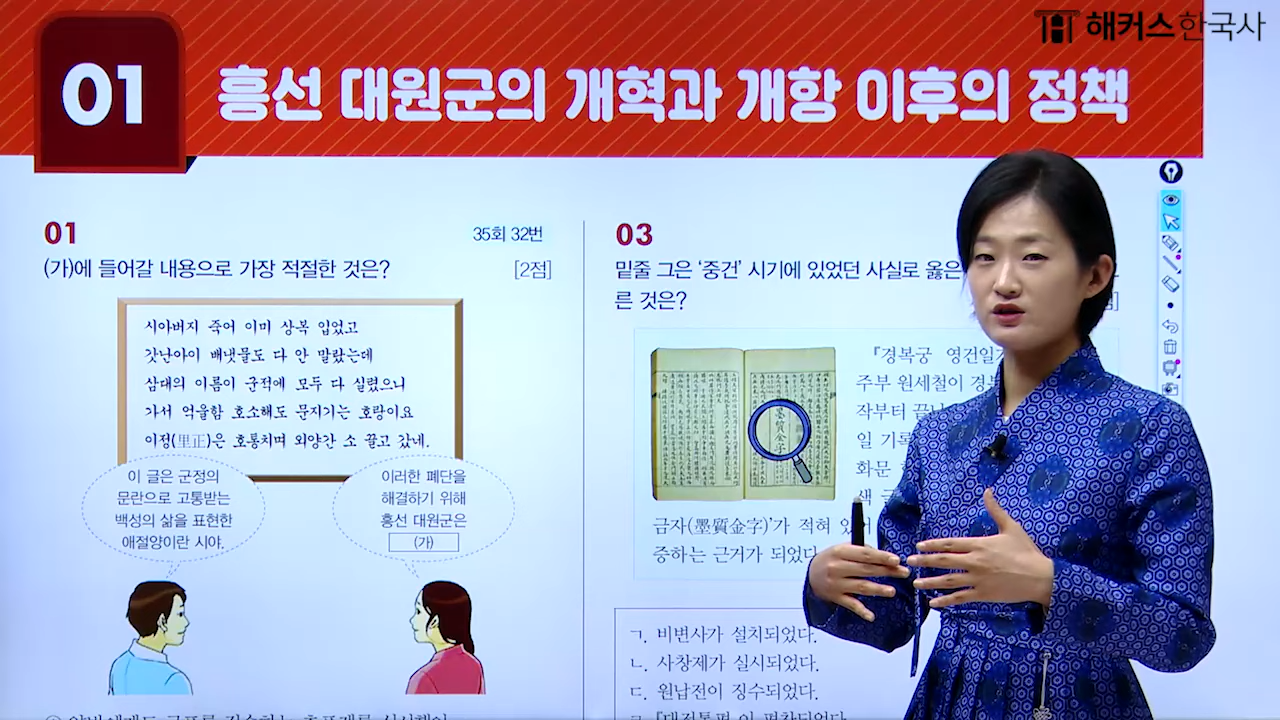 해커스한국사
01
흥선 대원군의 개혁과 개항 이후의 정책
01
35회 32번
(가)에 들어갈 내용으로 가장 적절한 것은?
[2점]
시아버지 죽어 이미 상복 입었고
갓난아이 배냇물도 다 안 말랐는데
삼대의 이름이 군적에 모두 다 실렸으니
가서 억울함 호소해도 문지기는 호랑이요
이정(里正)은 호통치며 외양간 소 끌고 갔네.
이 글은 군정의
문란으로 고통받는
백성의 삶을 표현한
애절양이란 시야.
이러한 폐단을
해결하기 위해
흥선 대원군은
(가)
03
밑줄 그은 '중건' 시기에 있었던 사실로 옳은
른 것은?
『경복궁 영건일
주부 원세철이
작부터
일
화문
새
금자(墨質金字)'가 적혀
증하는 근거가 되었다
ㄱ. 비변사가 설치되었다.
ㄴ. 사창제가 실시되었다.
ㄷ. 원납전이 징수되었다.